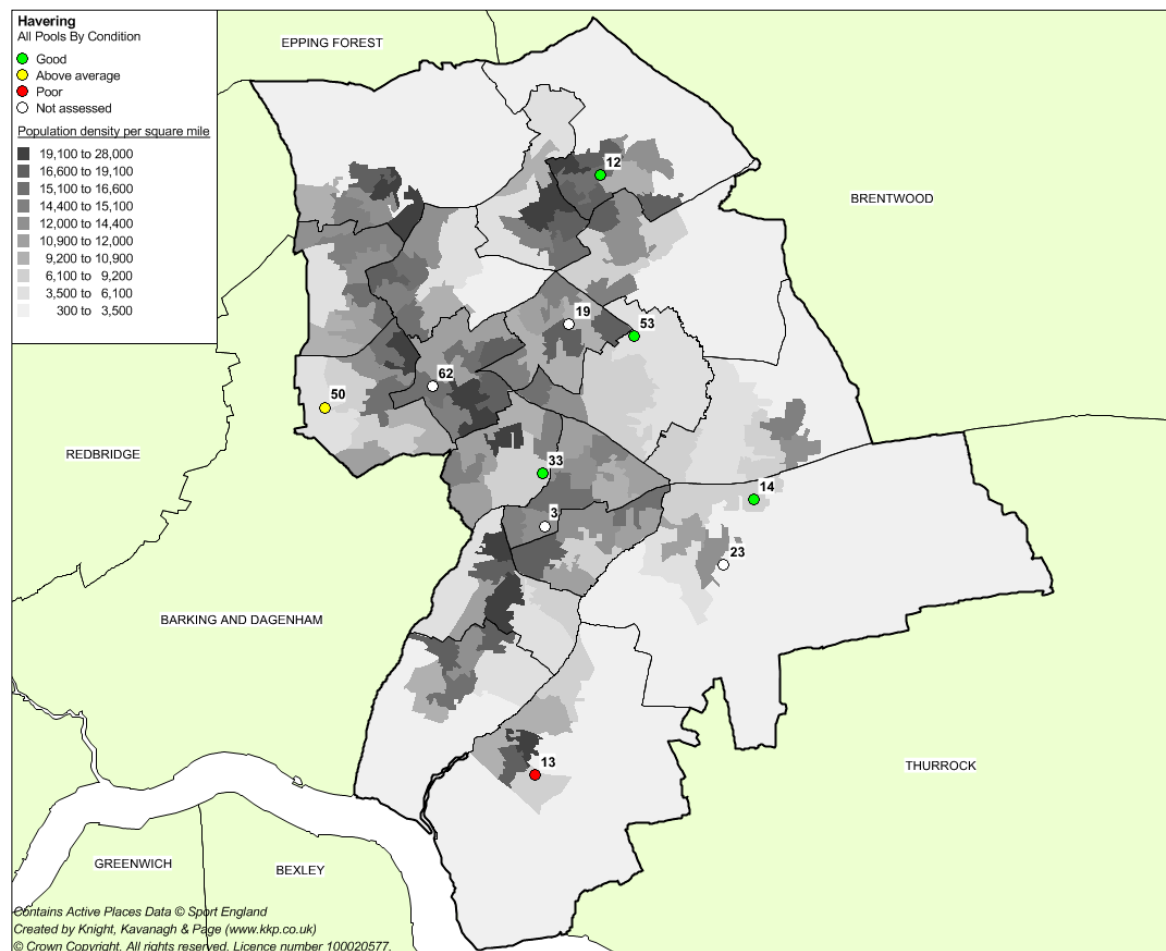 Havering
All Pools By Condition
Good
Above average
Poor
Not assessed
Population density per square mile
19,100 to 28,000
16,600 to 19,100
15,100 to 16,600
14,400 to 15,100
12,000 to 14,400
10,900 to 12,000
9,200 to 10,900
6,100 to 9,200
3,500 to 6,100
300 to 3,500
EPPING FOREST
12
BRENTWOOD
19
53
62
50
REDBRIDGE
33
14
3
23
BARKING AND DAGENHAM
13
THURROCK
GREENWICH
BEXLEY
Contains Active Places Data © Sport England
Created by Knight, Kavanagh & Page (www.kkp.co.uk)
© Crown Copyright. All rights reserved. Licence number 100020577.